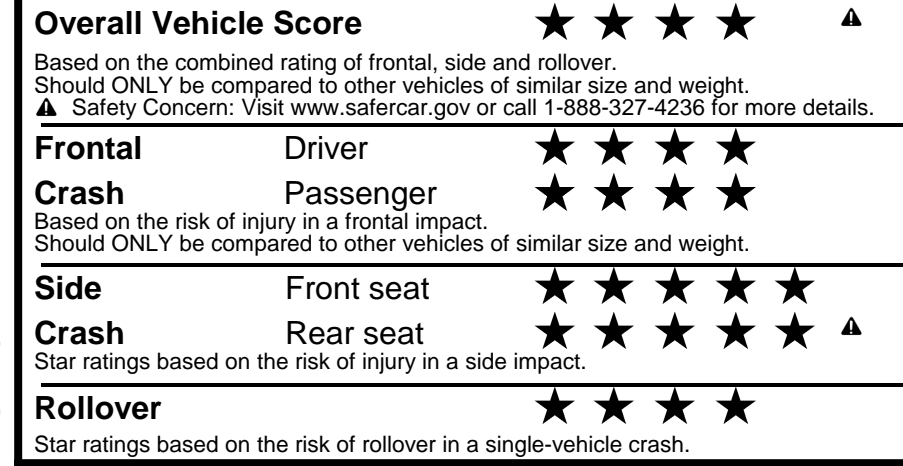 Overall Vehicle Score ★ ★ ★ ★ ⚠
Based on the combined rating of frontal, side and rollover.
Should ONLY be compared to other vehicles of similar size and weight.
⚠ Safety Concern: Visit www.safercar.gov or call 1-888-327-4236 for more details.
Frontal Driver ★ ★ ★ ★
Crash Passenger ★ ★ ★ ★
Based on the risk of injury in a frontal impact.
Should ONLY be compared to other vehicles of similar size and weight.
Side Front seat ★ ★ ★ ★ ★
Crash Rear seat ★ ★ ★ ★ ★ ⚠
Star ratings based on the risk of injury in a side impact.
Rollover ★ ★ ★ ★
Star ratings based on the risk of rollover in a single-vehicle crash.